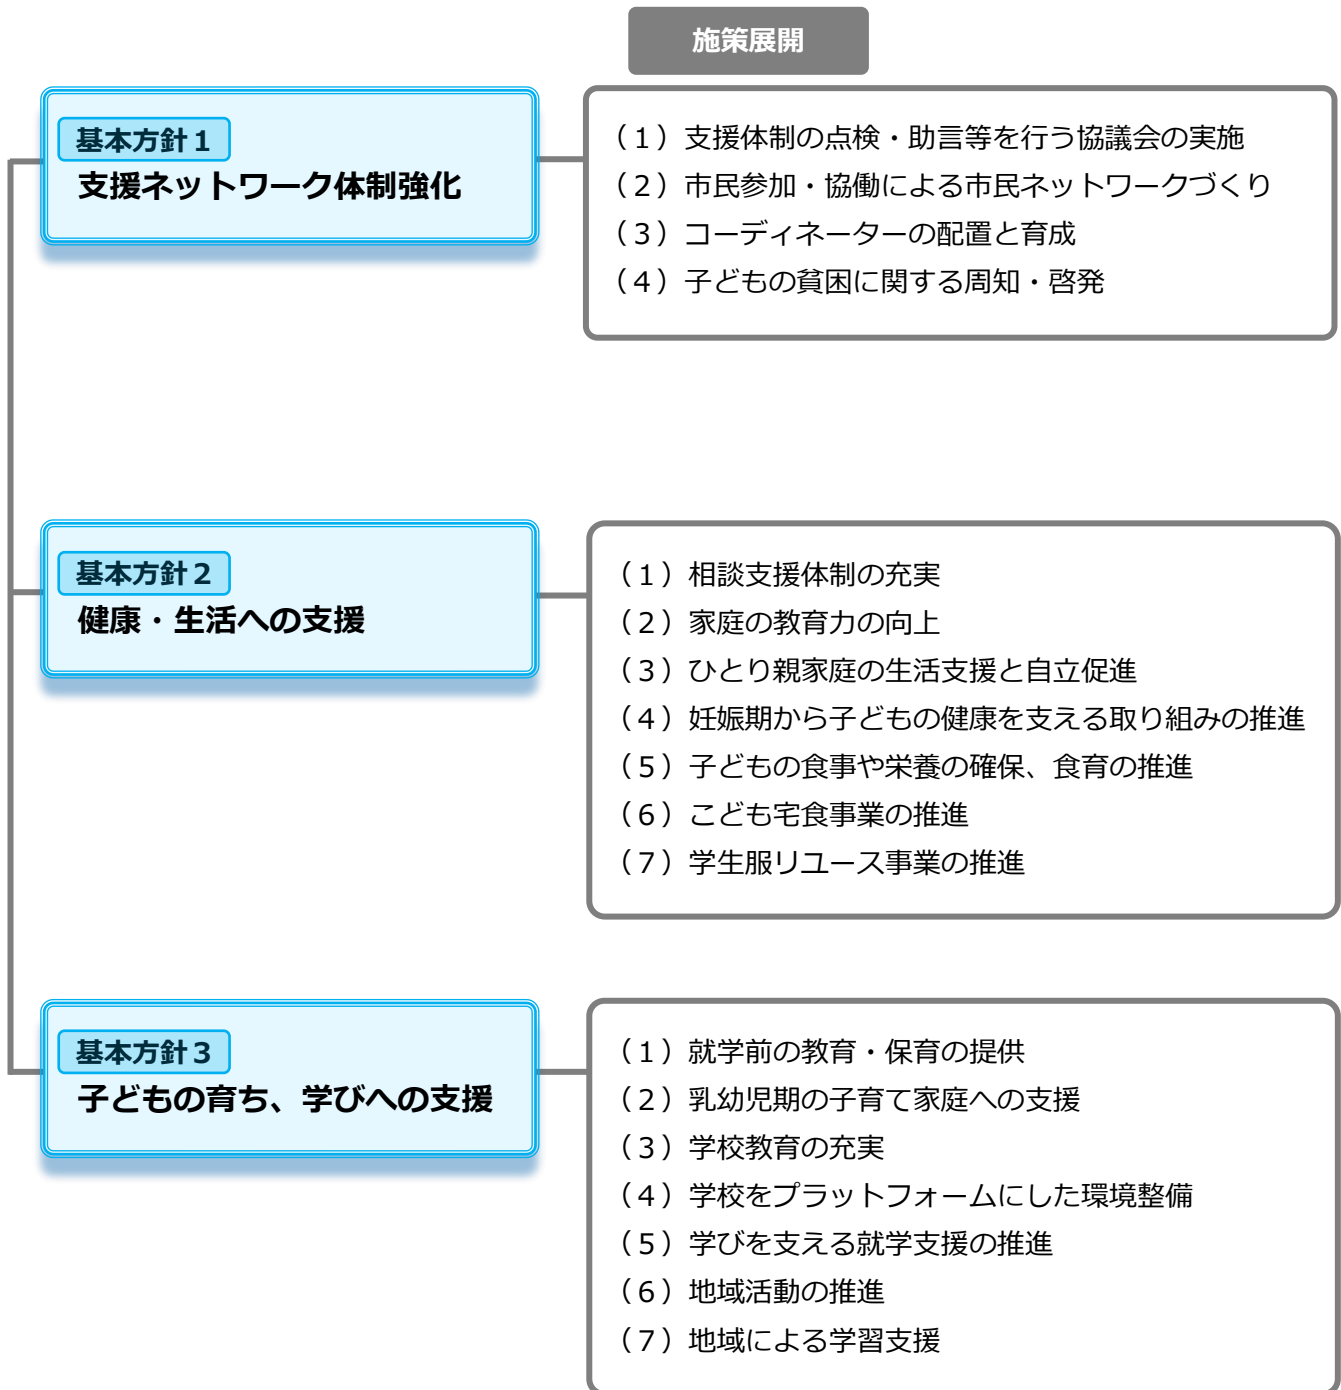 施策展開
基本方針１
支援ネットワーク体制強化
（１）支援体制の点検・助言等を行う協議会の実施
（２）市民参加・協働による市民ネットワークづくり
（３）コーディネーターの配置と育成
（４）子どもの貧困に関する周知・啓発
基本方針２
健康・生活への支援
（１）相談支援体制の充実
（２）家庭の教育力の向上
（３）ひとり親家庭の生活支援と自立促進
（４）妊娠期から子どもの健康を支える取り組みの推進
（５）子どもの食事や栄養の確保、食育の推進
（６）こども宅食事業の推進
（７）学生服リユース事業の推進
基本方針３
子どもの育ち、学びへの支援
（１）就学前の教育・保育の提供
（２）乳幼児期の子育て家庭への支援
（３）学校教育の充実
（４）学校をプラットフォームにした環境整備
（５）学びを支える就学支援の推進
（６）地域活動の推進
（７）地域による学習支援